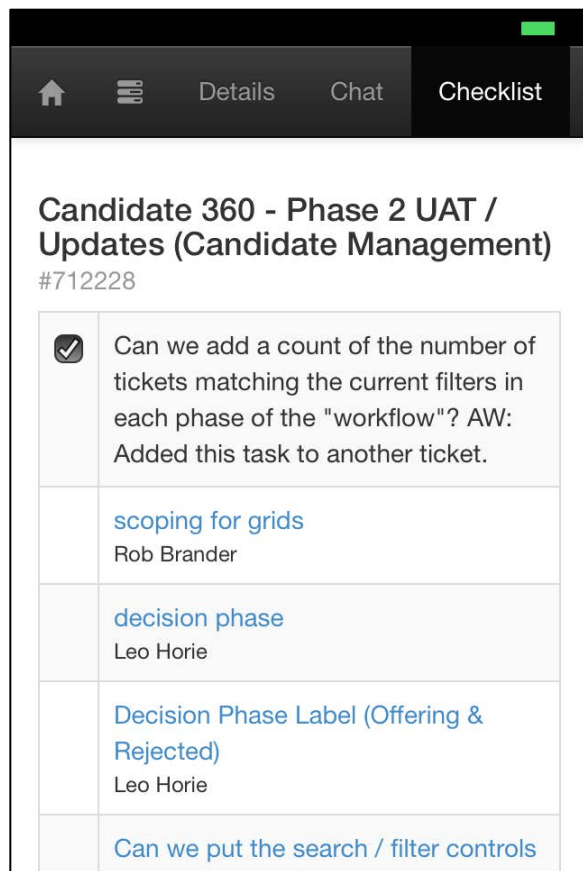 Details Chat Checklist
Candidate 360 - Phase 2 UAT /
Updates (Candidate Management)
#712228
Can we add a count of the number of
tickets matching the current filters in
each phase of the "workflow"? AW:
Added this task to another ticket.
scoping for grids
Rob Brander
decision phase
Leo Horie
Decision Phase Label (Offering &
Rejected)
Leo Horie
Can we put the search / filter controls